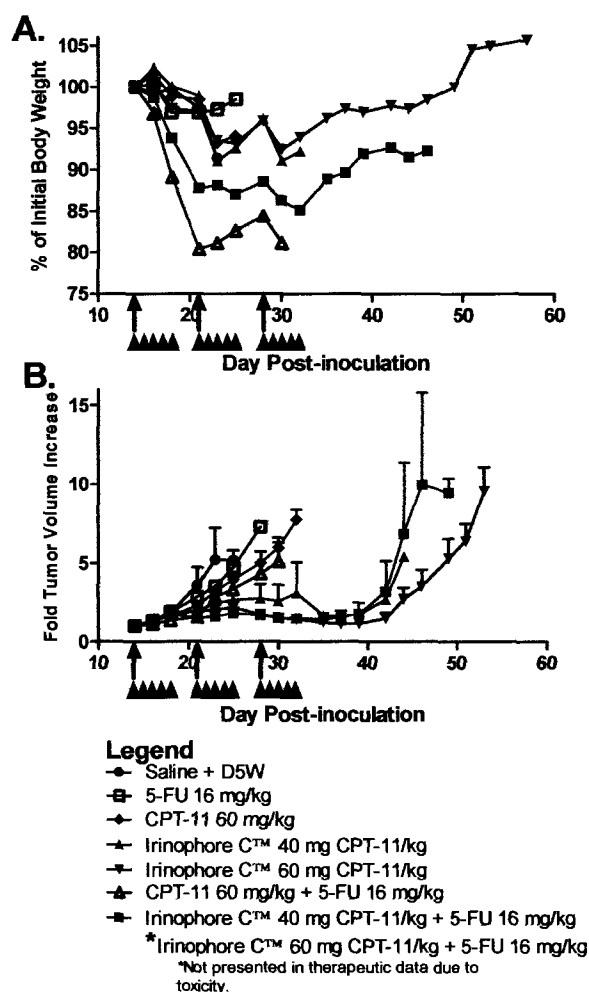 A.
% of Initial Body Weight
105
100
95
90
85
80
75
10 20 30 40 50 60
Day Post-inoculation
B.
Fold Tumor Volume Increase
15
10
5
0
10 20 30 40 50 60
Day Post-inoculation
Legend
Saline + D5W
5-FU 16 mg/kg
CPT-11 60 mg/kg
Irinophore C™ 40 mg CPT-11/kg
Irinophore C™ 60 mg CPT-11/kg
CPT-11 60 mg/kg + 5-FU 16 mg/kg
Irinophore C™ 40 mg CPT-11/kg + 5-FU 16 mg/kg
*Irinophore C™ 60 mg CPT-11/kg + 5-FU 16 mg/kg
*Not presented in therapeutic data due to
toxicity.